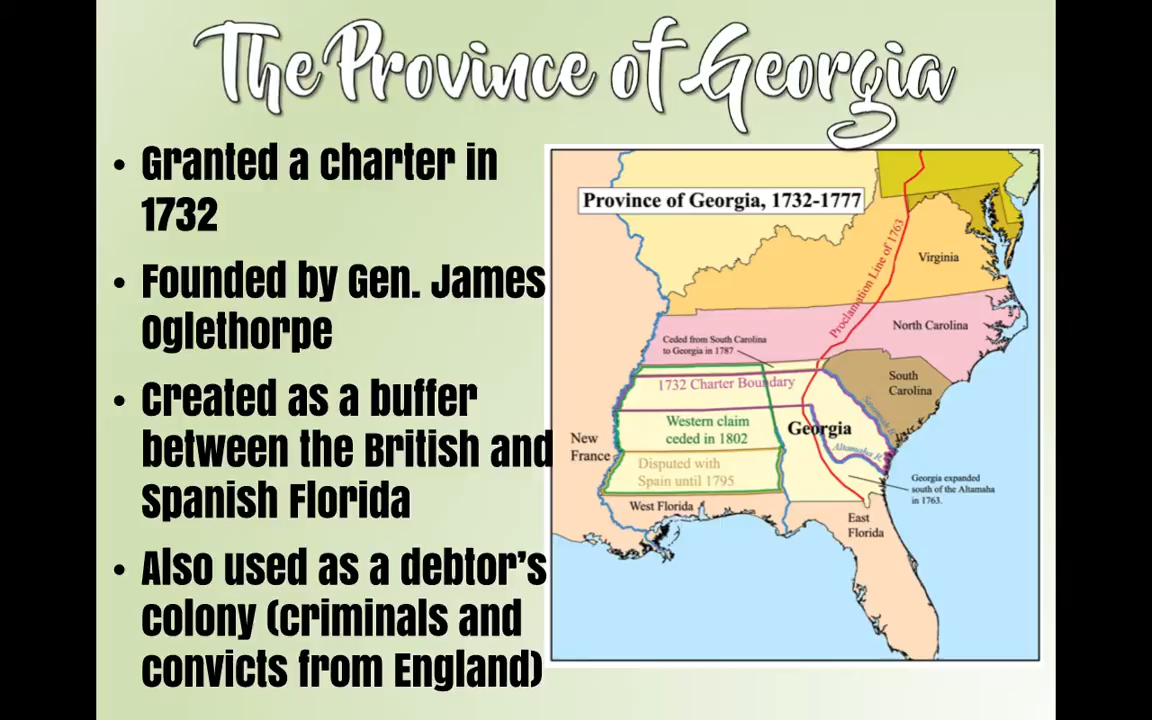 The Province of Georgia
• Granted a charter in
1732
• Founded by Gen. James
Oglethorpe
• Created as a buffer
between the British and
Spanish Florida
• Also used as a debtor's
colony (criminals and
convicts from England)
Province of Georgia, 1732-1777
Proclamation Line of 1763
Virginia
North Carolina
Ceded from South Carolina
to Georgia in 1787
South
Carolina
1732 Charter Boundary
Western claim
ceded in 1802
Georgia
Savannah R.
Altamaha R.
New
France
Disputed with
Spain until 1795
Georgia expanded
south of the Altamaha
in 1763.
West Florida
East
Florida